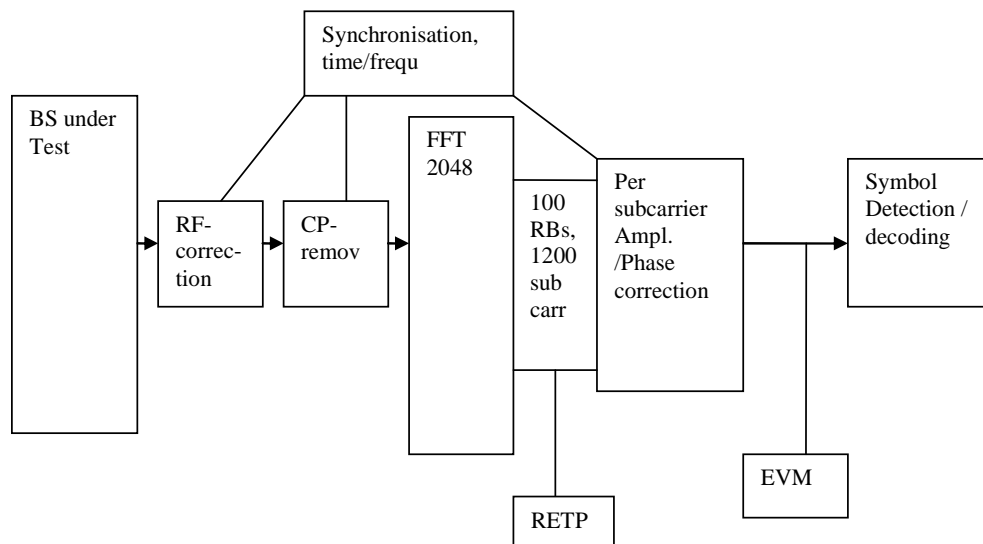 Synchronisation,
time/frequ
BS under
Test
FFT
2048
Per
subcarrier
Ampl.
/Phase
correction
Symbol
Detection /
decoding
RF-
correc-
tion
CP-
remov
100
RBs,
1200
sub
carr
EVM
RETP